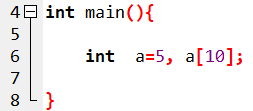 4 int main(){
5
6 int a=5, a[10];
7
8 }